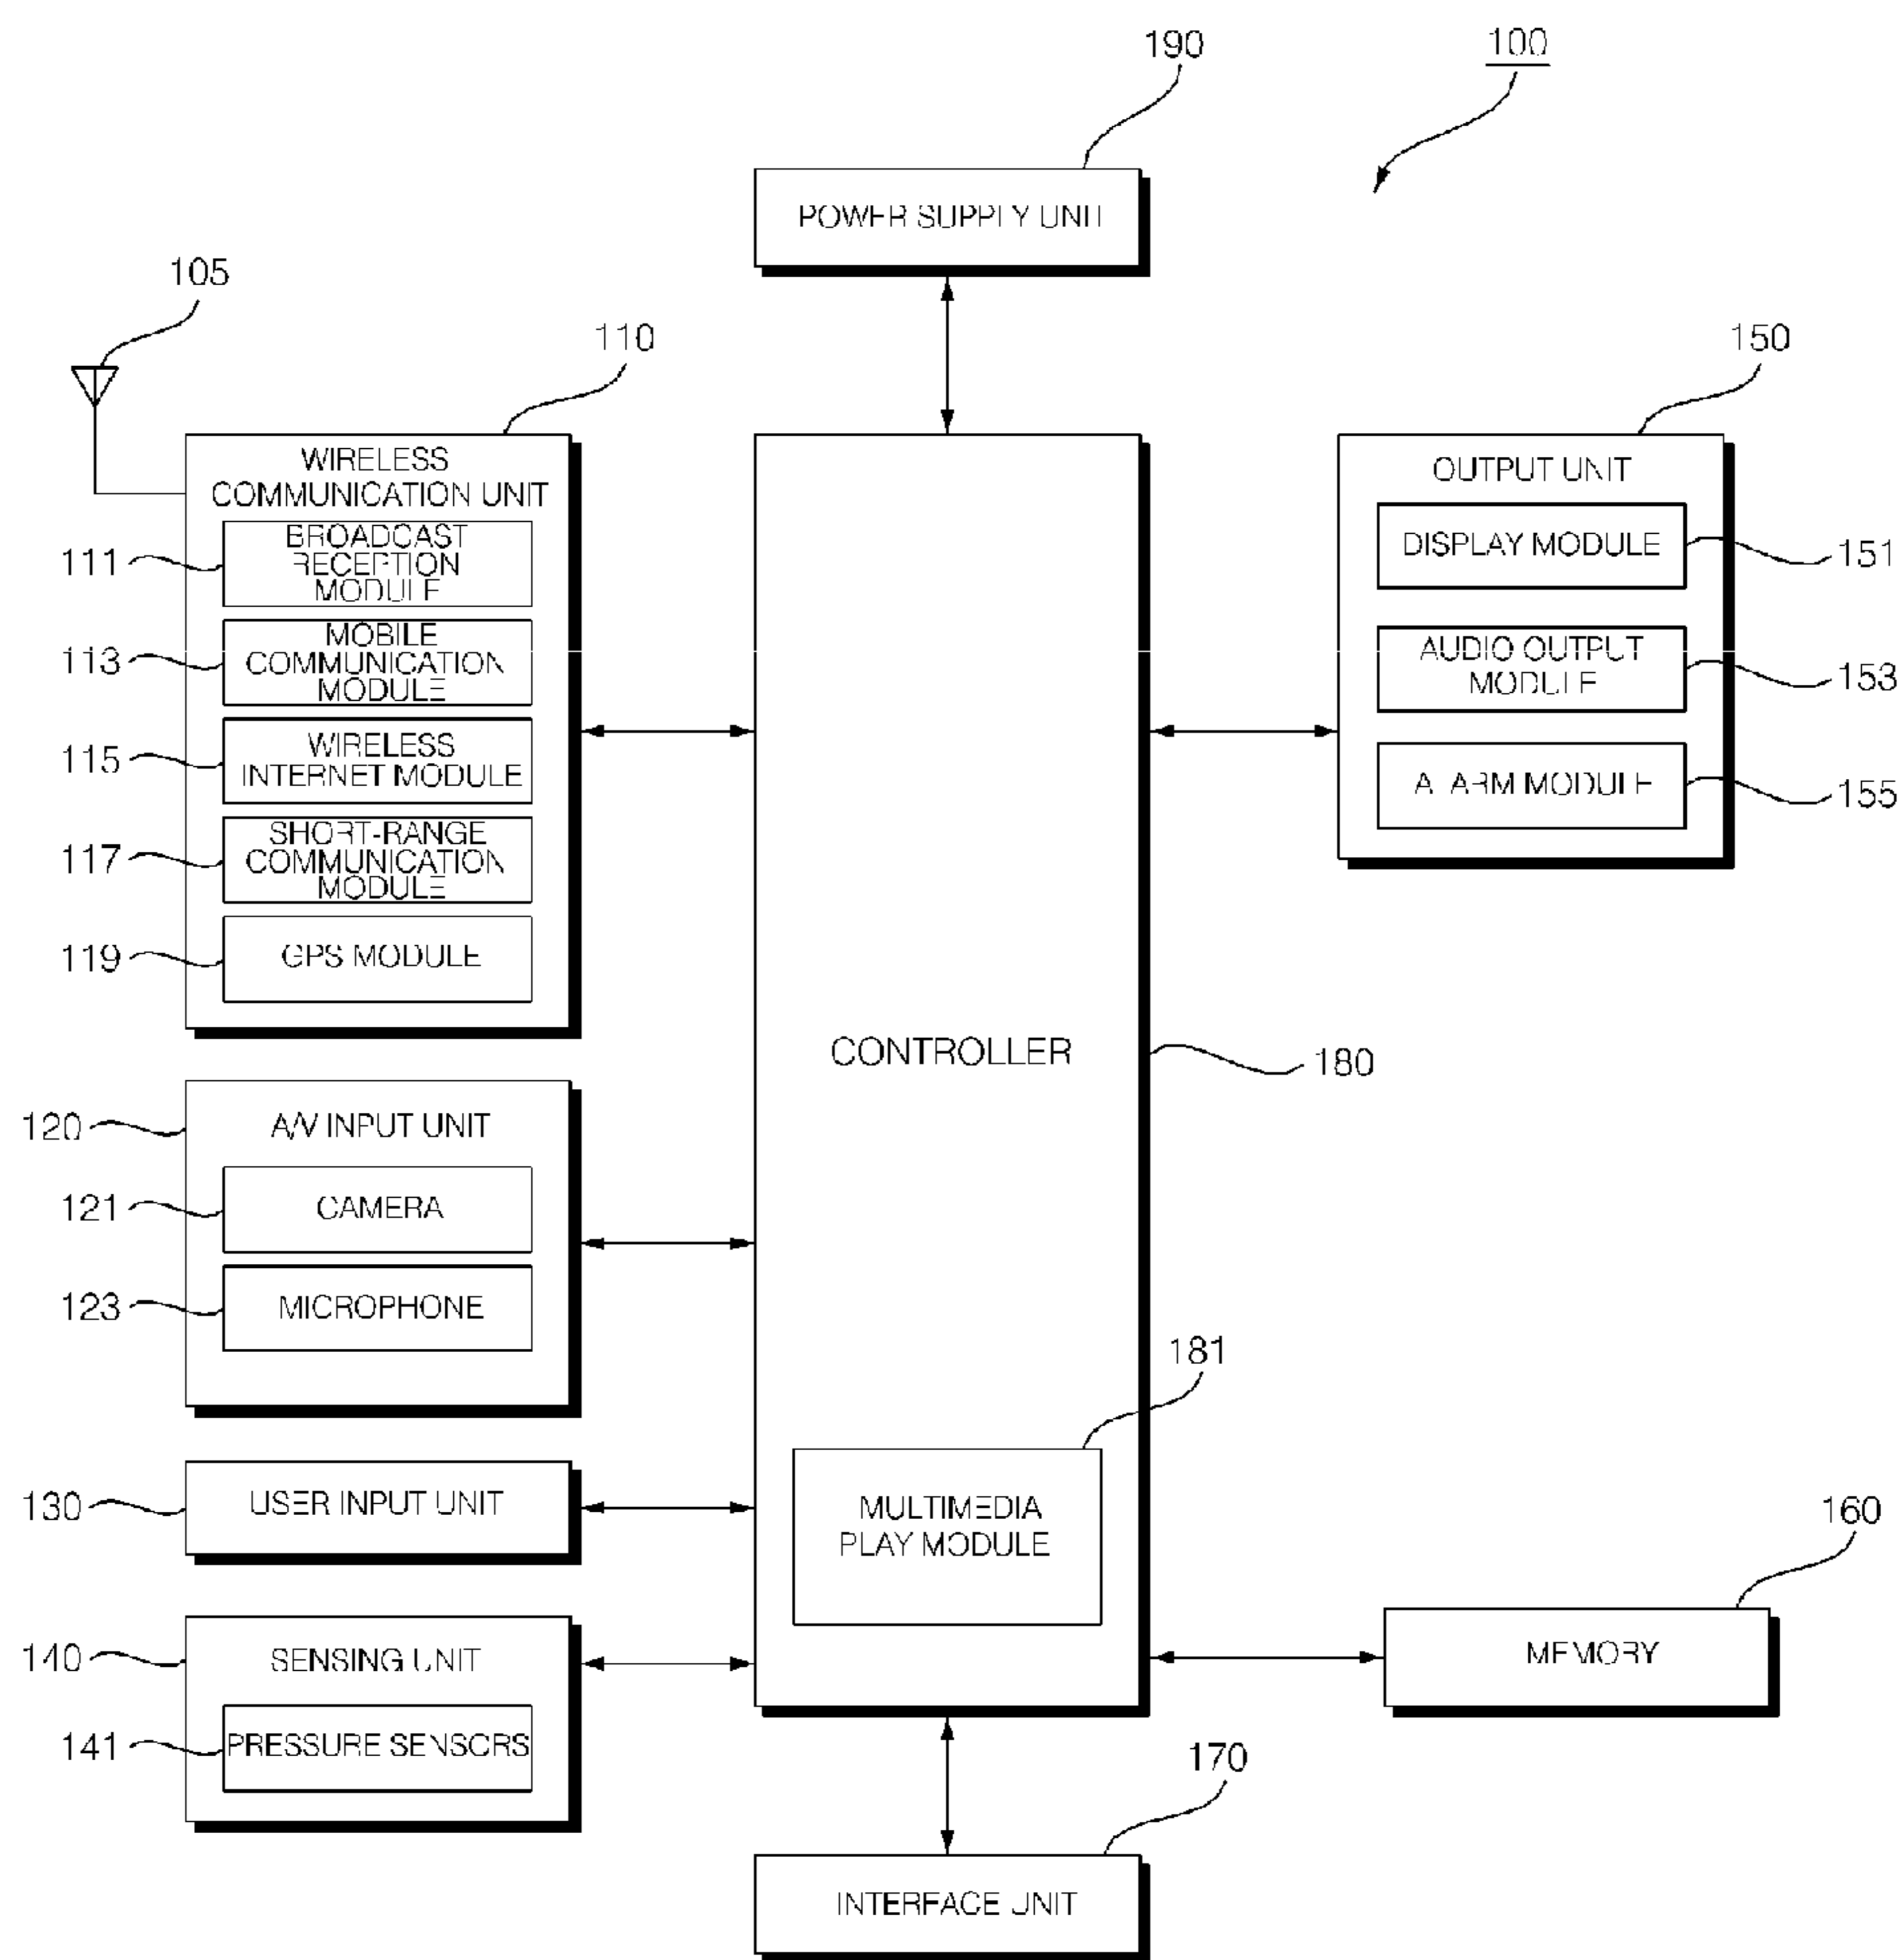 190
100
POWER SUPPLY UNIT
105
110
150
WIRELESS
COMMUNICATION UNIT
OUTPUT UNIT
111
BROADCAST
RECEPTION
MODULE
DISPLAY MODULE
151
113
MOBILE
COMMUNICATION
MODULE
AUDIO OUTPUT
MODULE
153
115
WIRELESS
INTERNET MODULE
ALARM MODULE
155
117
SHORT-RANGE
COMMUNICATION
MODULE
119
GPS MODULE
CONTROLLER
180
120
A/V INPUT UNIT
121
CAMERA
123
MICROPHONE
181
130
USER INPUT UNIT
MULTIMEDIA
PLAY MODULE
160
140
SENSING UNIT
MEMORY
141
PRESSURE SENSORS
170
INTERFACE UNIT